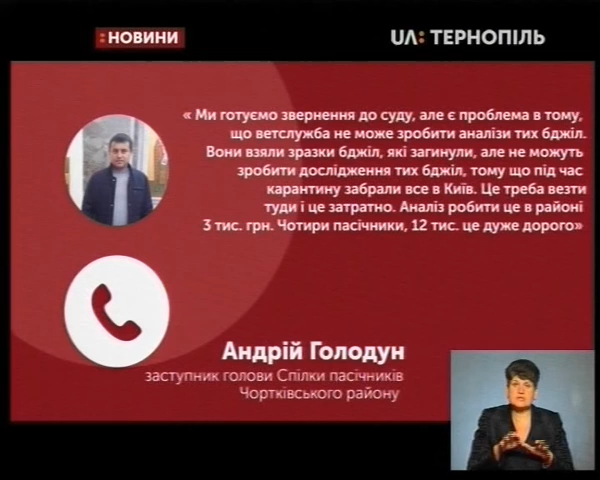 :НОВИНИ
UA: ТЕРНОПІЛЬ
« Ми готуємо звернення до суду, але є проблема в тому,
що ветслужба не може зробити аналізи тих бджіл.
Вони взяли зразки бджіл, які загинули, але не можуть
зробити дослідження тих бджіл, тому що під час
карантину забрали все в Київ. Це треба везти
туди і це затратно. Аналіз робити це в районі
3 тис. грн. Чотири пасічники, 12 тис. це дуже дорого»
Андрій Голодун
заступник голови Спілки пасічників
Чортківського району